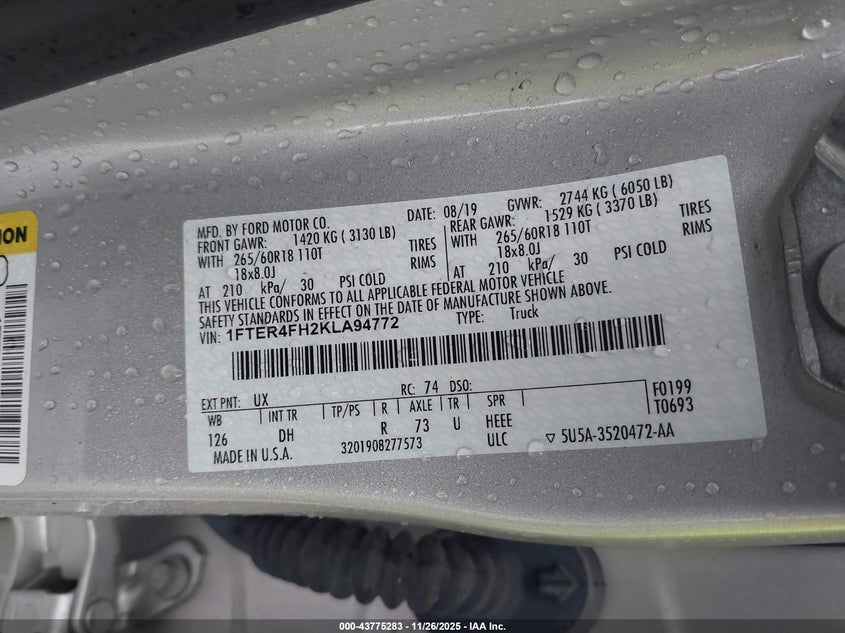 MFD. BY FORD MOTOR CO. DATE: 08/19 GVWR: 2744 KG ( 6050 LB)
FRONT GAWR: 1420 KG ( 3130 LB) REAR GAWR: 1529 KG ( 3370 LB)
WITH 265/60R18 110T TIRES WITH 265/60R18 110T TIRES
18x8.0J RIMS 18x8.0J RIMS
AT 210 kPa/ 30 PSI COLD AT 210 kPa/ 30 PSI COLD
THIS VEHICLE CONFORMS TO ALL APPLICABLE FEDERAL MOTOR VEHICLE
SAFETY STANDARDS IN EFFECT ON THE DATE OF MANUFACTURE SHOWN ABOVE.
VIN: 1FTER4FH2KLA94772 TYPE: Truck
EXT PNT: UX RC: 74 DSO: F0199
WB INT TR TP/PS R AXLE TR SPR T0693
126 DH R 73 U HEEE
MADE IN U.S.A. 3201908277573 ULC ▽ 5U5A-3520472-AA
000-43775283 - 11/26/2025 - IAA Inc.